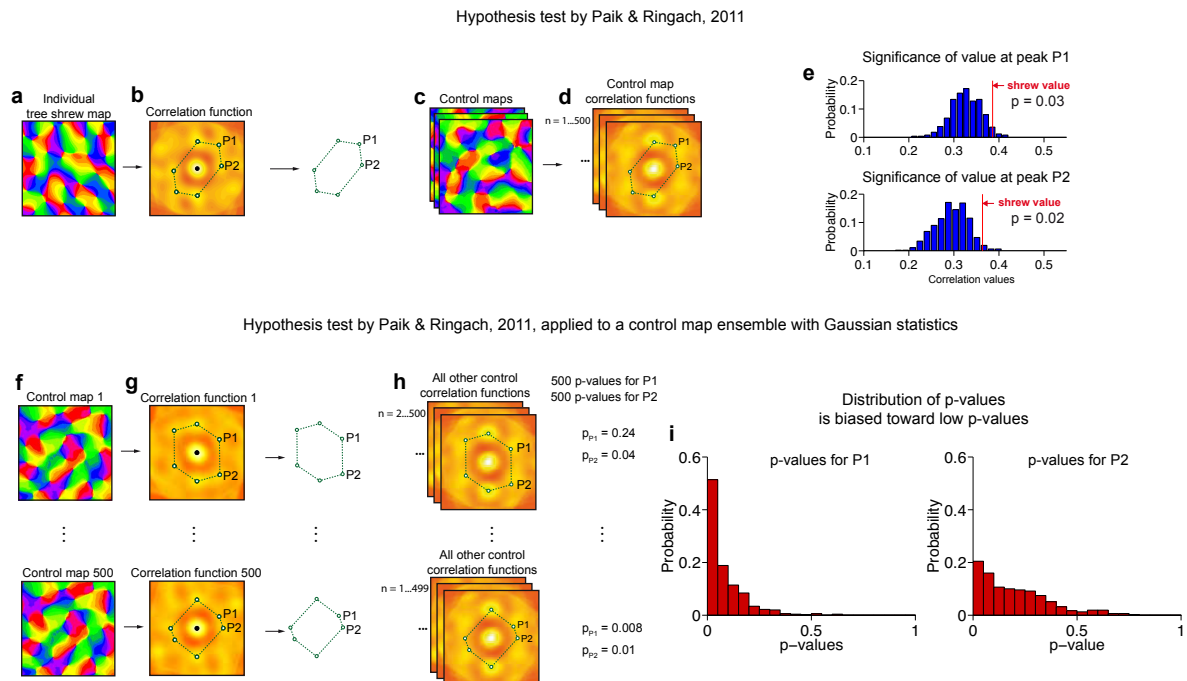 Hypothesis test by Paik & Ringach, 2011
a
Individual
tree shrew map
b
Correlation function
P1
P2
P1
P2
c
Control maps
d
Control map
correlation functions
n = 1...500
...
P1
P2
e
Significance of value at peak P1
Probability
0.2
0.1
0
shrew value
p = 0.03
0.1
0.2
0.3
0.4
0.5
Significance of value at peak P2
Probability
0.2
0.1
0
shrew value
p = 0.02
0.1
0.2
0.3
0.4
0.5
Correlation values
Hypothesis test by Paik & Ringach, 2011, applied to a control map ensemble with Gaussian statistics
f
Control map 1
g
Correlation function 1
P1
P2
P1
P2
h
All other control
correlation functions
n = 2...500
...
P1
P2
500 p-values for P1
500 p-values for P2
pP1 = 0.24
pP2 = 0.04
Control map 500
Correlation function 500
P1
P2
P1
P2
All other control
correlation functions
n = 1...499
...
P1
P2
pP1 = 0.008
pP2 = 0.01
Distribution of p-values
is biased toward low p-values
i
p-values for P1
Probability
0.6
0.4
0.2
0
0
0.5
1
p−values
p-values for P2
Probability
0.6
0.4
0.2
0
0
0.5
1
p−value